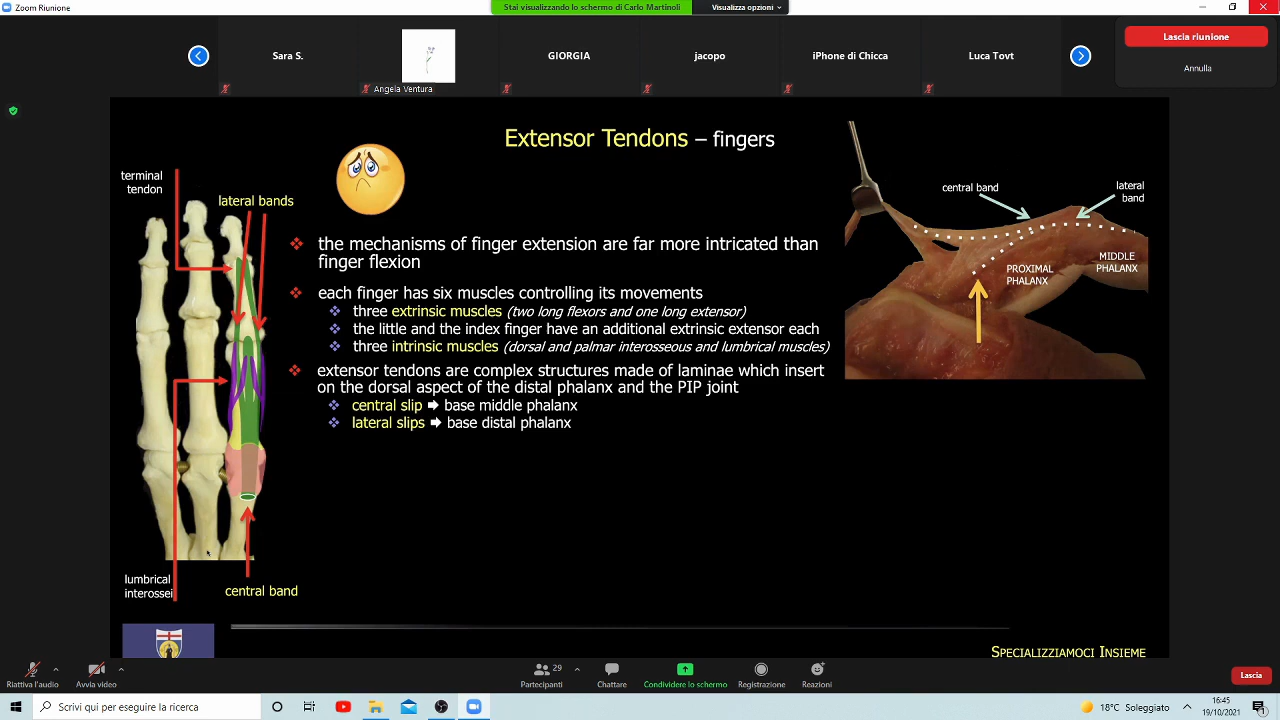 Zoom Riunione
Stai visualizzando lo schermo di Carlo Martinoli
Visualizza opzioni
Sara S.
Angela Ventura
GIORGIA
jacopo
iPhone di Chicca
Luca Tovt
Lascia riunione
Annulla
Extensor Tendons – fingers
terminal
tendon
lateral bands
central band
lateral
band
PROXIMAL
PHALANX
MIDDLE
PHALANX
the mechanisms of finger extension are far more intricated than
finger flexion
each finger has six muscles controlling its movements
three extrinsic muscles (two long flexors and one long extensor)
the little and the index finger have an additional extrinsic extensor each
three intrinsic muscles (dorsal and palmar interosseous and lumbrical muscles)
extensor tendons are complex structures made of laminae which insert
on the dorsal aspect of the distal phalanx and the PIP joint
central slip ➡ base middle phalanx
lateral slips ➡ base distal phalanx
lumbrical
interossei
central band
SPECIALIZZIAMOCI INSIEME
Riattiva l'audio
Avvia video
29
Partecipanti
Chattare
Condividere lo schermo
Registrazione
Reazioni
Lascia
Scrivi qui per eseguire la ricerca
18°C Soleggiato
16:45
19/10/2021